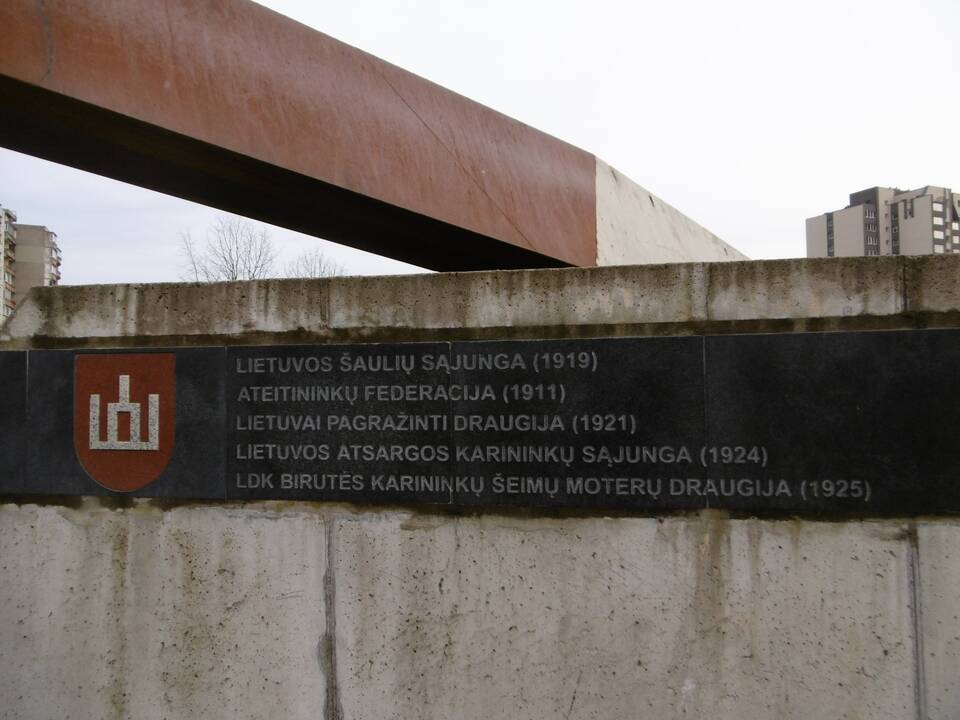 LIETUVOS ŠAULIŲ SĄJUNGA (1919)
ATEITININKŲ FEDERACIJA (1911)
LIETUVAI PAGRAŽINTI DRAUGIJA (1921)
LIETUVOS ATSARGOS KARININKŲ SĄJUNGA (1924)
LDK BIRUTĖS KARININKŲ ŠEIMŲ MOTERŲ DRAUGIJA (1925)